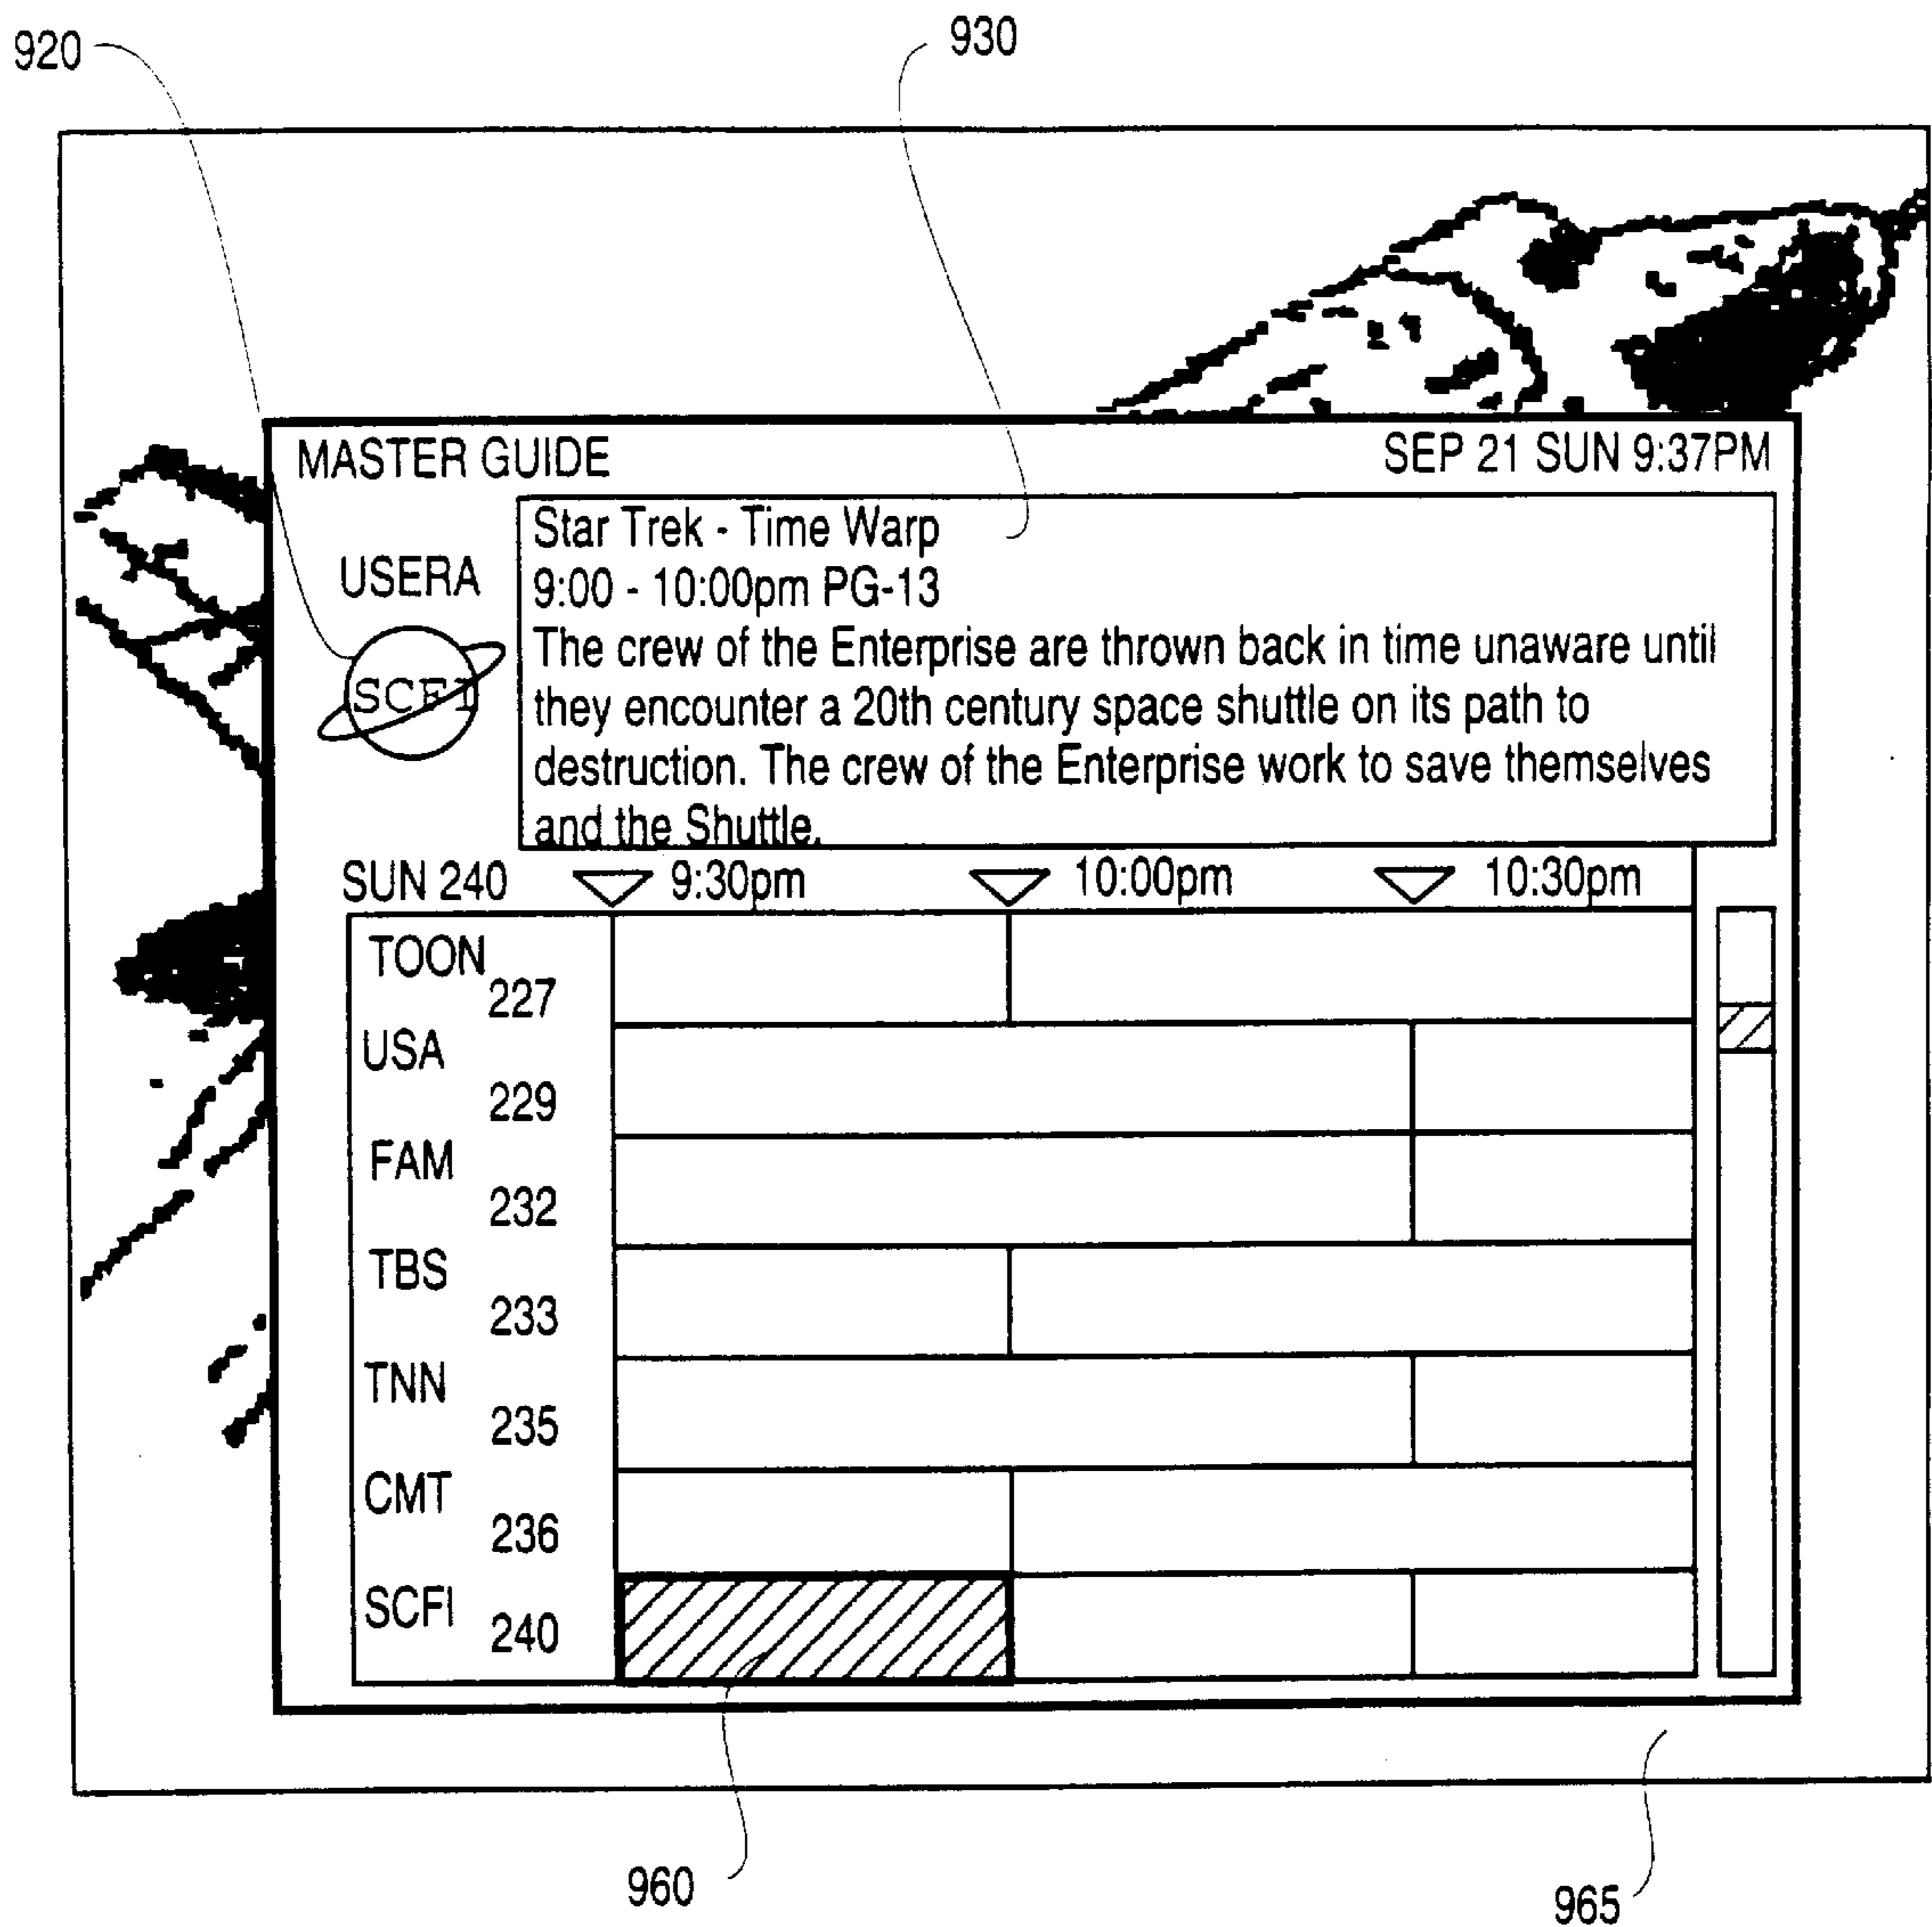 920
930
MASTER GUIDE
SEP 21 SUN 9:37PM
USERA
SCFI
Star Trek - Time Warp
9:00 - 10:00pm PG-13
The crew of the Enterprise are thrown back in time unaware until
they encounter a 20th century space shuttle on its path to
destruction. The crew of the Enterprise work to save themselves
and the Shuttle.
SUN 240 9:30pm 10:00pm 10:30pm
TOON
227
USA
229
FAM
232
TBS
233
TNN
235
CMT
236
SCFI
240
960
965